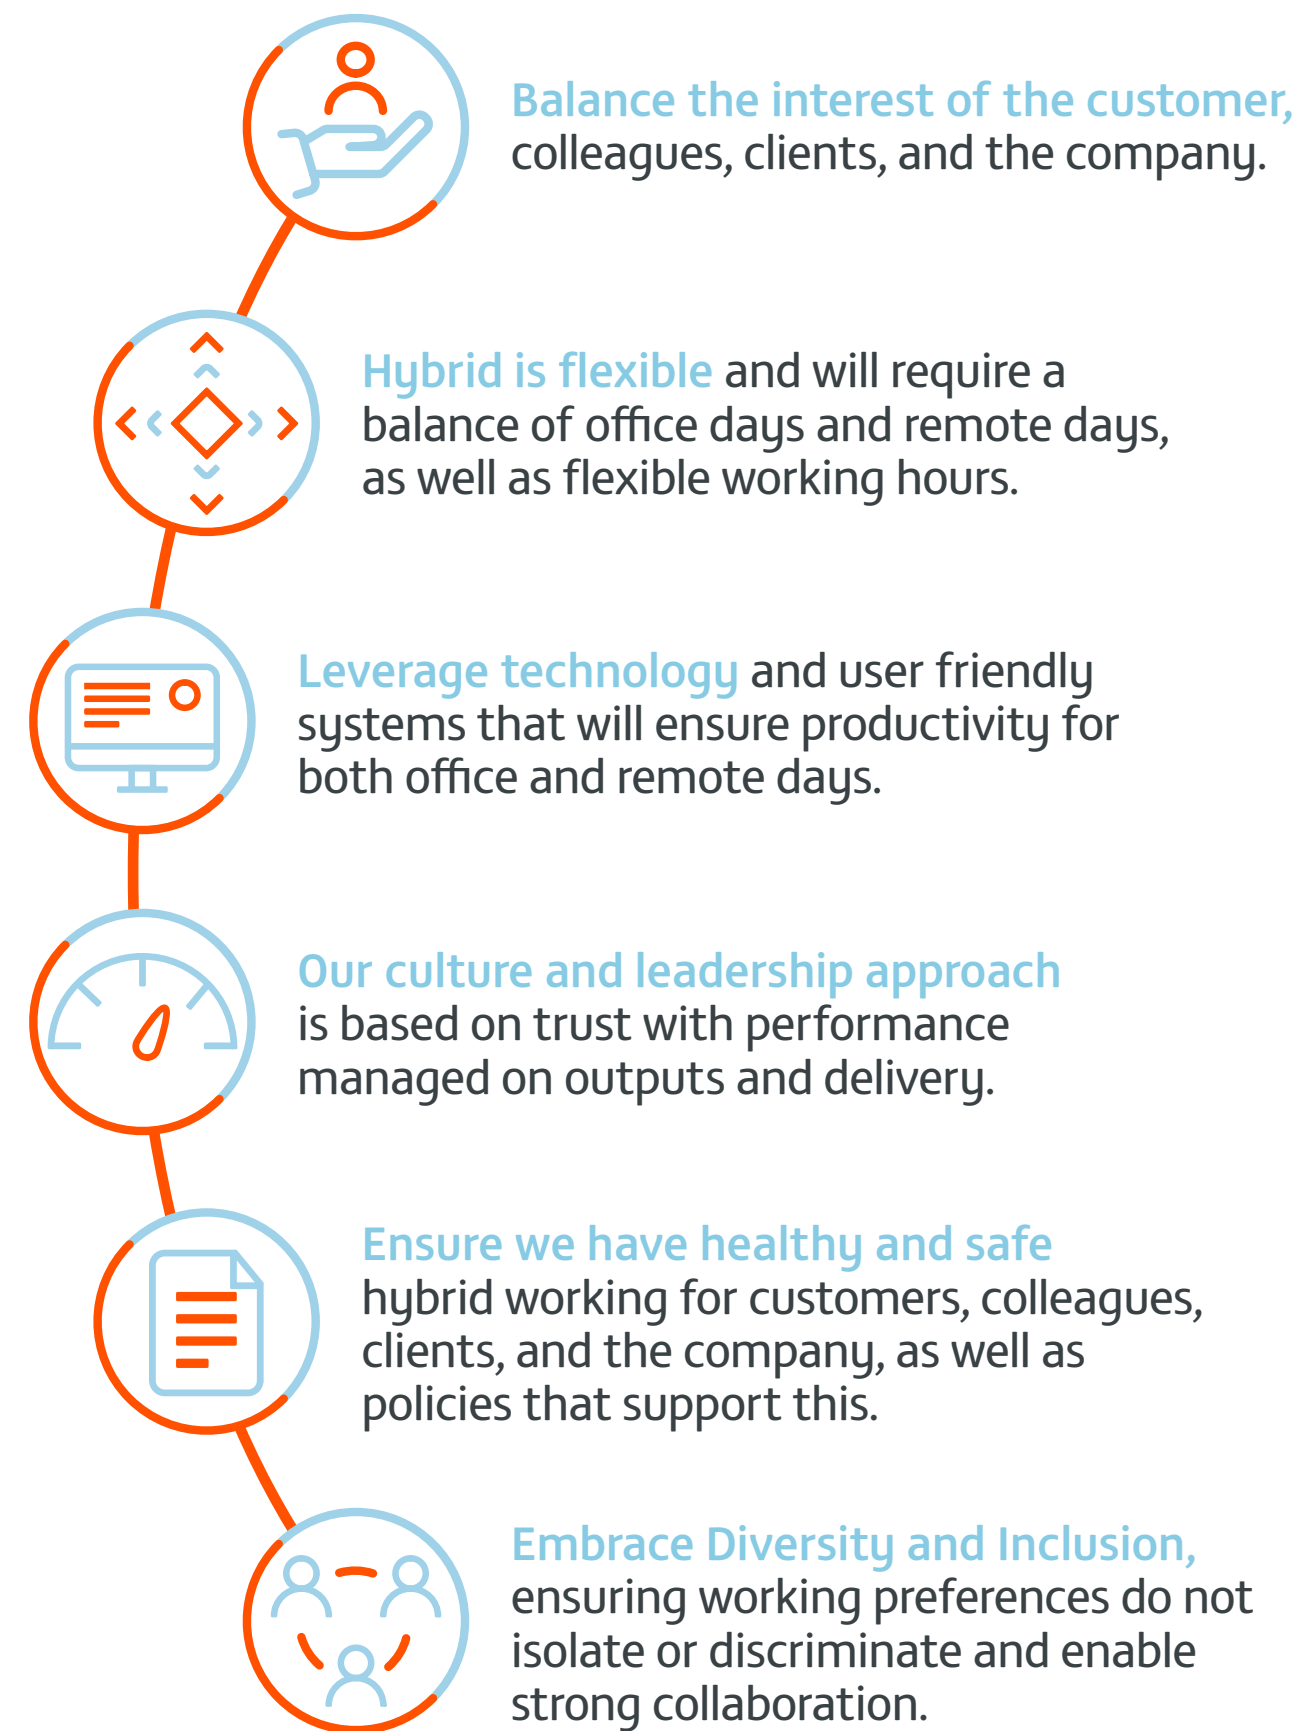 Balance the interest of the customer,
colleagues, clients, and the company.
Hybrid is flexible and will require a
balance of office days and remote days,
as well as flexible working hours.
Leverage technology and user friendly
systems that will ensure productivity for
both office and remote days.
Our culture and leadership approach
is based on trust with performance
managed on outputs and delivery.
Ensure we have healthy and safe
hybrid working for customers, colleagues,
clients, and the company, as well as
policies that support this.
Embrace Diversity and Inclusion,
ensuring working preferences do not
isolate or discriminate and enable
strong collaboration.